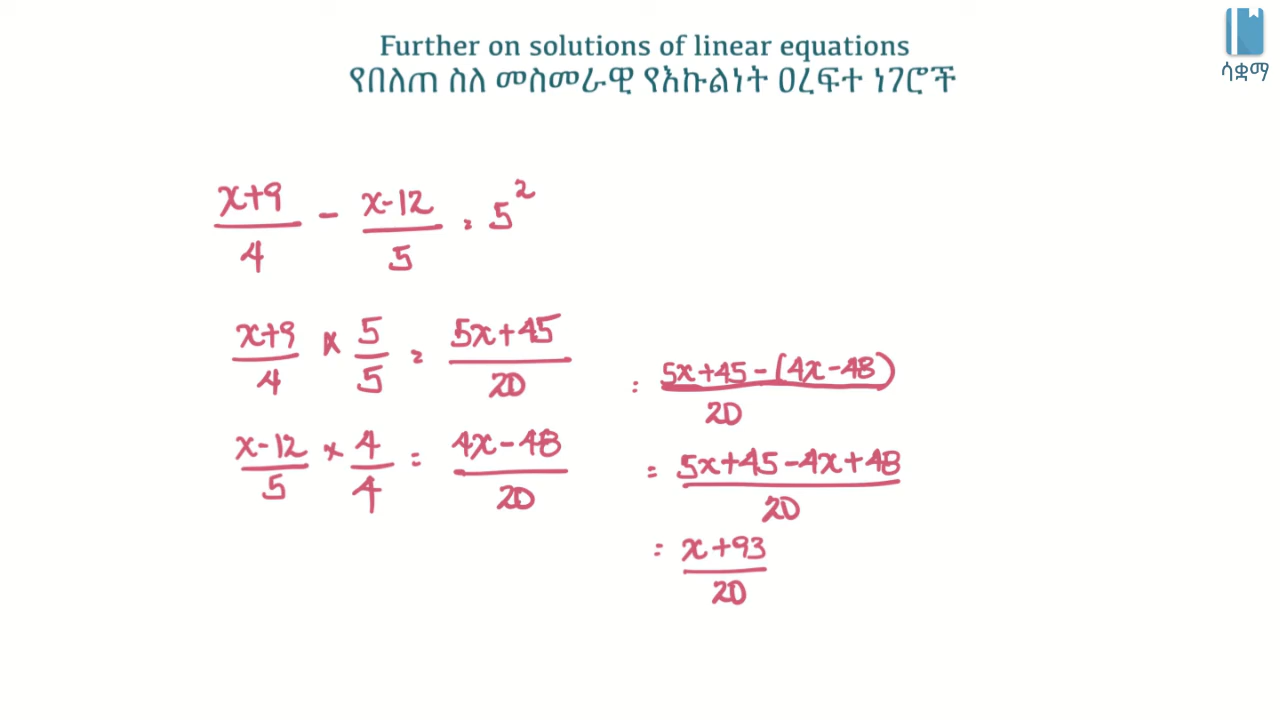 Further on solutions of linear equations
የበለጠ ስለ መስመራዊ የእኩልነት ዐረፍተ ነገሮች
ሳቋማ
x+9/4 - x-12/5 = 5²
x+9/4 × 5/5 = 5x+45/20
x-12/5 × 4/4 = 4x-48/20
= 5x+45-(4x-48)/20
= 5x+45-4x+48/20
= x+93/20